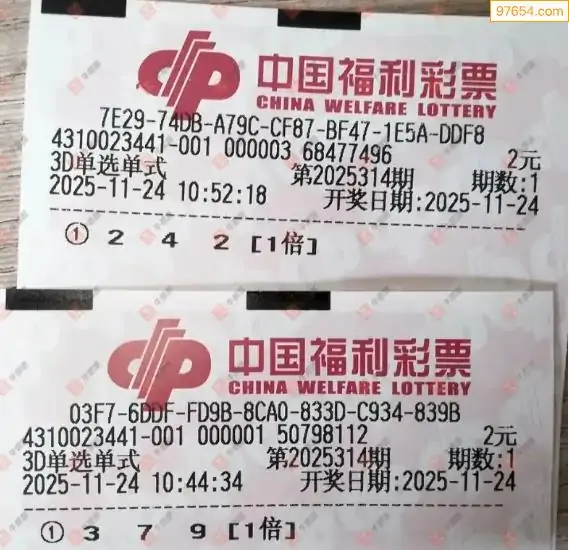 97654.com
中国福利彩票
CHINA WELFARE LOTTERY
7E29-74DB-A79C-CF87-BF47-1E5A-DDF8
4310023441-001 000003 68477496 2元
3D单选单式 第2025314期 期数:1
2025-11-24 10:52:18 开奖日期:2025-11-24
① 2 4 2 [1倍]
中国福利彩票
CHINA WELFARE LOTTERY
03F7-6DDF-FD9B-8CA0-833D-C934-839B
4310023441-001 000001 50798112 2元
3D单选单式 第2025314期 期数:1
2025-11-24 10:44:34 开奖日期:2025-11-24
① 3 7 9 [1倍]